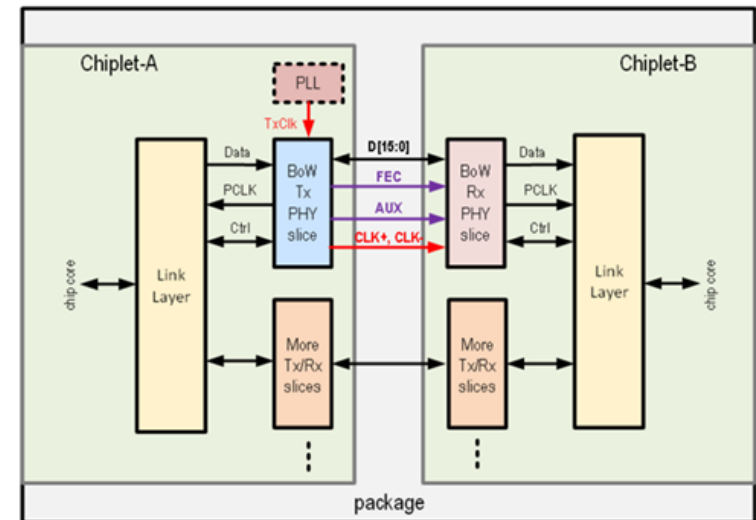 Chiplet-A
Chiplet-B
PLL
TxClk
D[15:0]
Data
BoW
Tx
PHY
slice
FEC
BoW
Rx
PHY
slice
Data
PCLK
AUX
PCLK
Ctrl
CLK+, CLK-
Ctrl
chip core
Link
Layer
Link
Layer
chip core
More
Tx/Rx
slices
More
Tx/Rx
slices
package